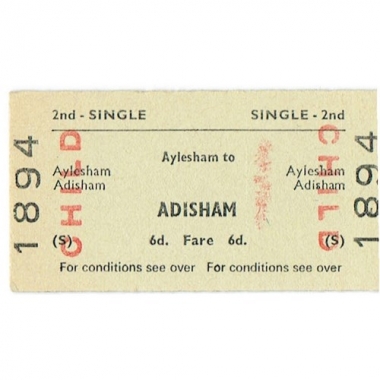 2nd - SINGLE SINGLE - 2nd
Aylesham to
Aylesham Aylesham
Adisham Adisham
ADISHAM
(S) 6d. Fare 6d. (S)
For conditions see over For conditions see over
1894
CHILD
CHILD
1894